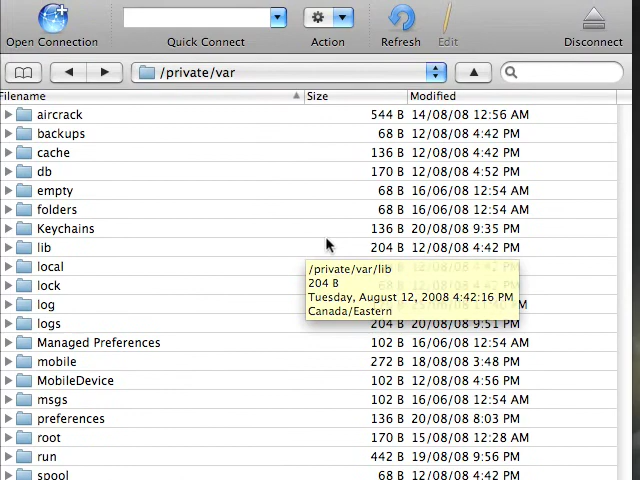 Open Connection Quick Connect Action Refresh Edit Disconnect
/private/var
Filename Size Modified
aircrack 544 B 14/08/08 12:56 AM
backups 68 B 12/08/08 4:42 PM
cache 136 B 12/08/08 4:42 PM
db 170 B 12/08/08 4:52 PM
empty 68 B 16/06/08 12:54 AM
folders 68 B 16/06/08 12:54 AM
Keychains 136 B 20/08/08 9:35 PM
lib 204 B 12/08/08 4:42 PM
local
lock
log
logs 204 B 20/08/08 9:51 PM
/private/var/lib
204 B
Tuesday, August 12, 2008 4:42:16 PM
Canada/Eastern
Managed Preferences 102 B 16/06/08 12:54 AM
mobile 272 B 18/08/08 3:48 PM
MobileDevice 102 B 12/08/08 4:56 PM
msgs 102 B 16/06/08 12:54 AM
preferences 136 B 20/08/08 8:03 PM
root 170 B 15/08/08 12:28 AM
run 442 B 19/08/08 9:56 PM
spool 68 B 12/08/08 4:42 PM